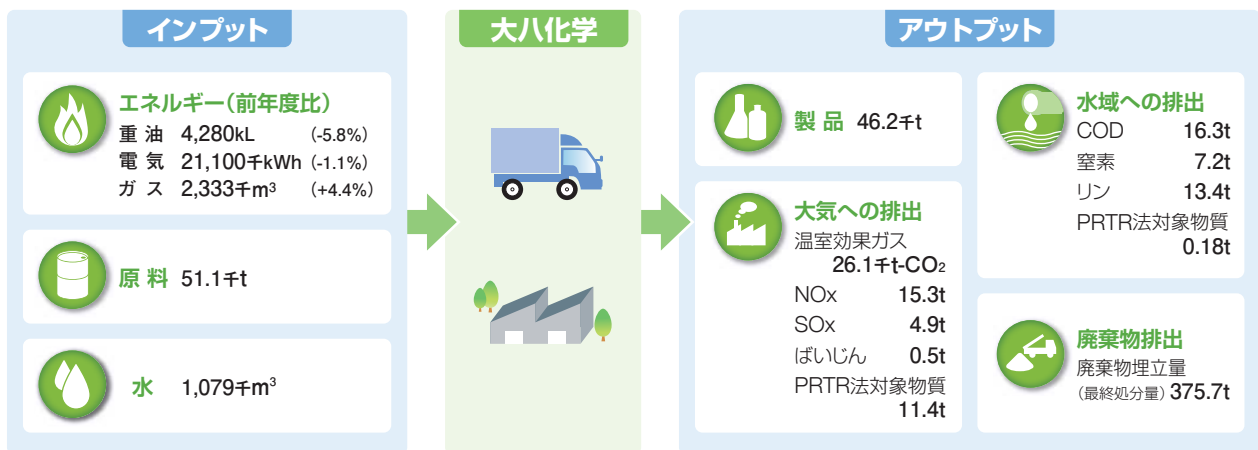 インプット
エネルギー(前年度比)
重 油 4,280kL (-5.8%)
電 気 21,100千kWh (-1.1%)
ガ ス 2,333千m³ (+4.4%)
原 料 51.1千t
水 1,079千m³
大八化学
アウトプット
製 品 46.2千t
大気への排出
温室効果ガス
26.1千t-CO₂
NOx 15.3t
SOx 4.9t
ばいじん 0.5t
PRTR法対象物質
11.4t
水域への排出
COD 16.3t
窒素 7.2t
リン 13.4t
PRTR法対象物質
0.18t
廃棄物排出
廃棄物埋立量
(最終処分量) 375.7t